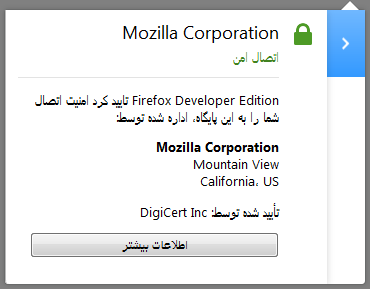 Mozilla Corporation
اتصال امن
Firefox Developer Edition تایید کرد امنیت اتصال
شما را به این پایگاه، اداره شده توسط:
Mozilla Corporation
Mountain View
California، US
تأیید شده توسط: DigiCert Inc
اطلاعات بیشتر